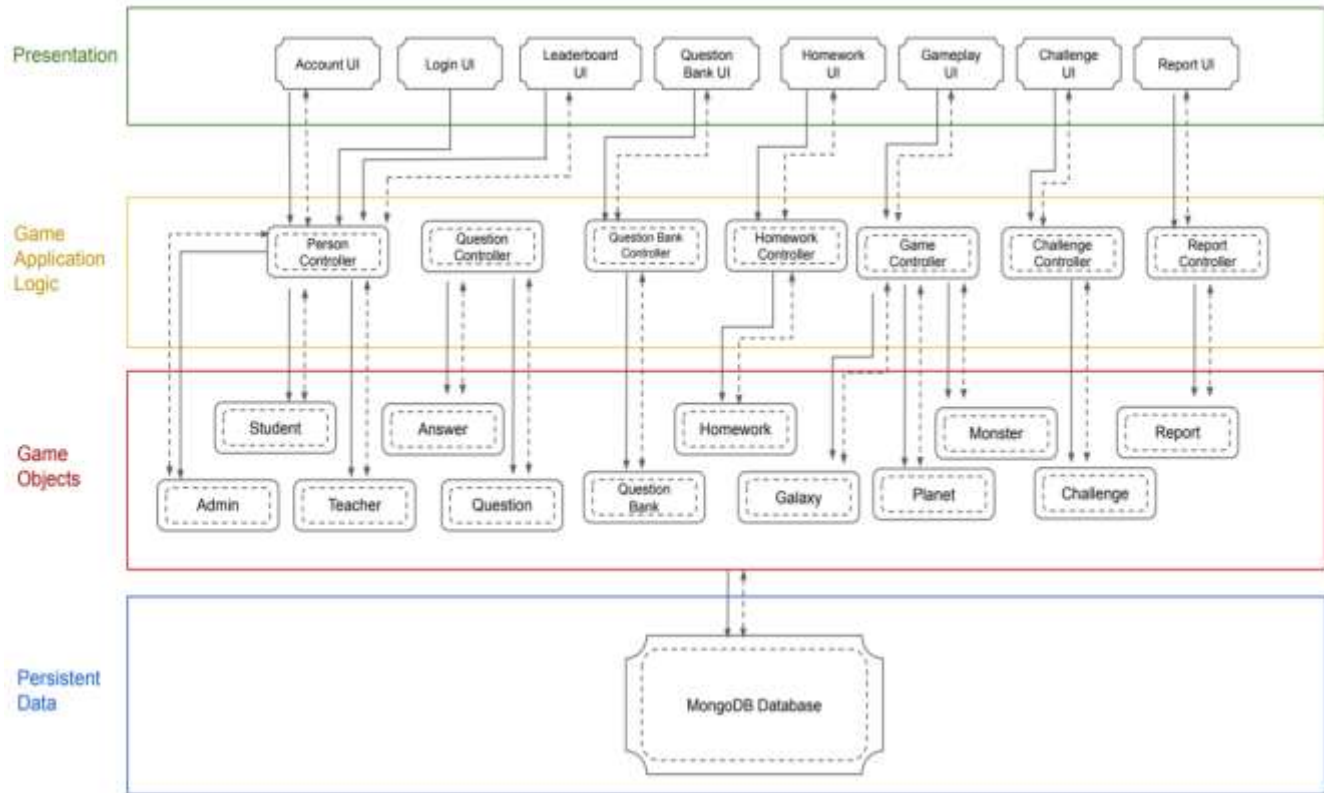 Presentation
Account UI
Login UI
Leaderboard
UI
Question
Bank UI
Homework
UI
Gameplay
UI
Challenge
UI
Report UI
Game
Application
Logic
Person
Controller
Question
Controller
Question Bank
Controller
Homework
Controller
Game
Controller
Challenge
Controller
Report
Controller
Game
Objects
Student
Answer
Homework
Monster
Report
Admin
Teacher
Question
Question
Bank
Galaxy
Planet
Challenge
Persistent
Data
MongoDB Database